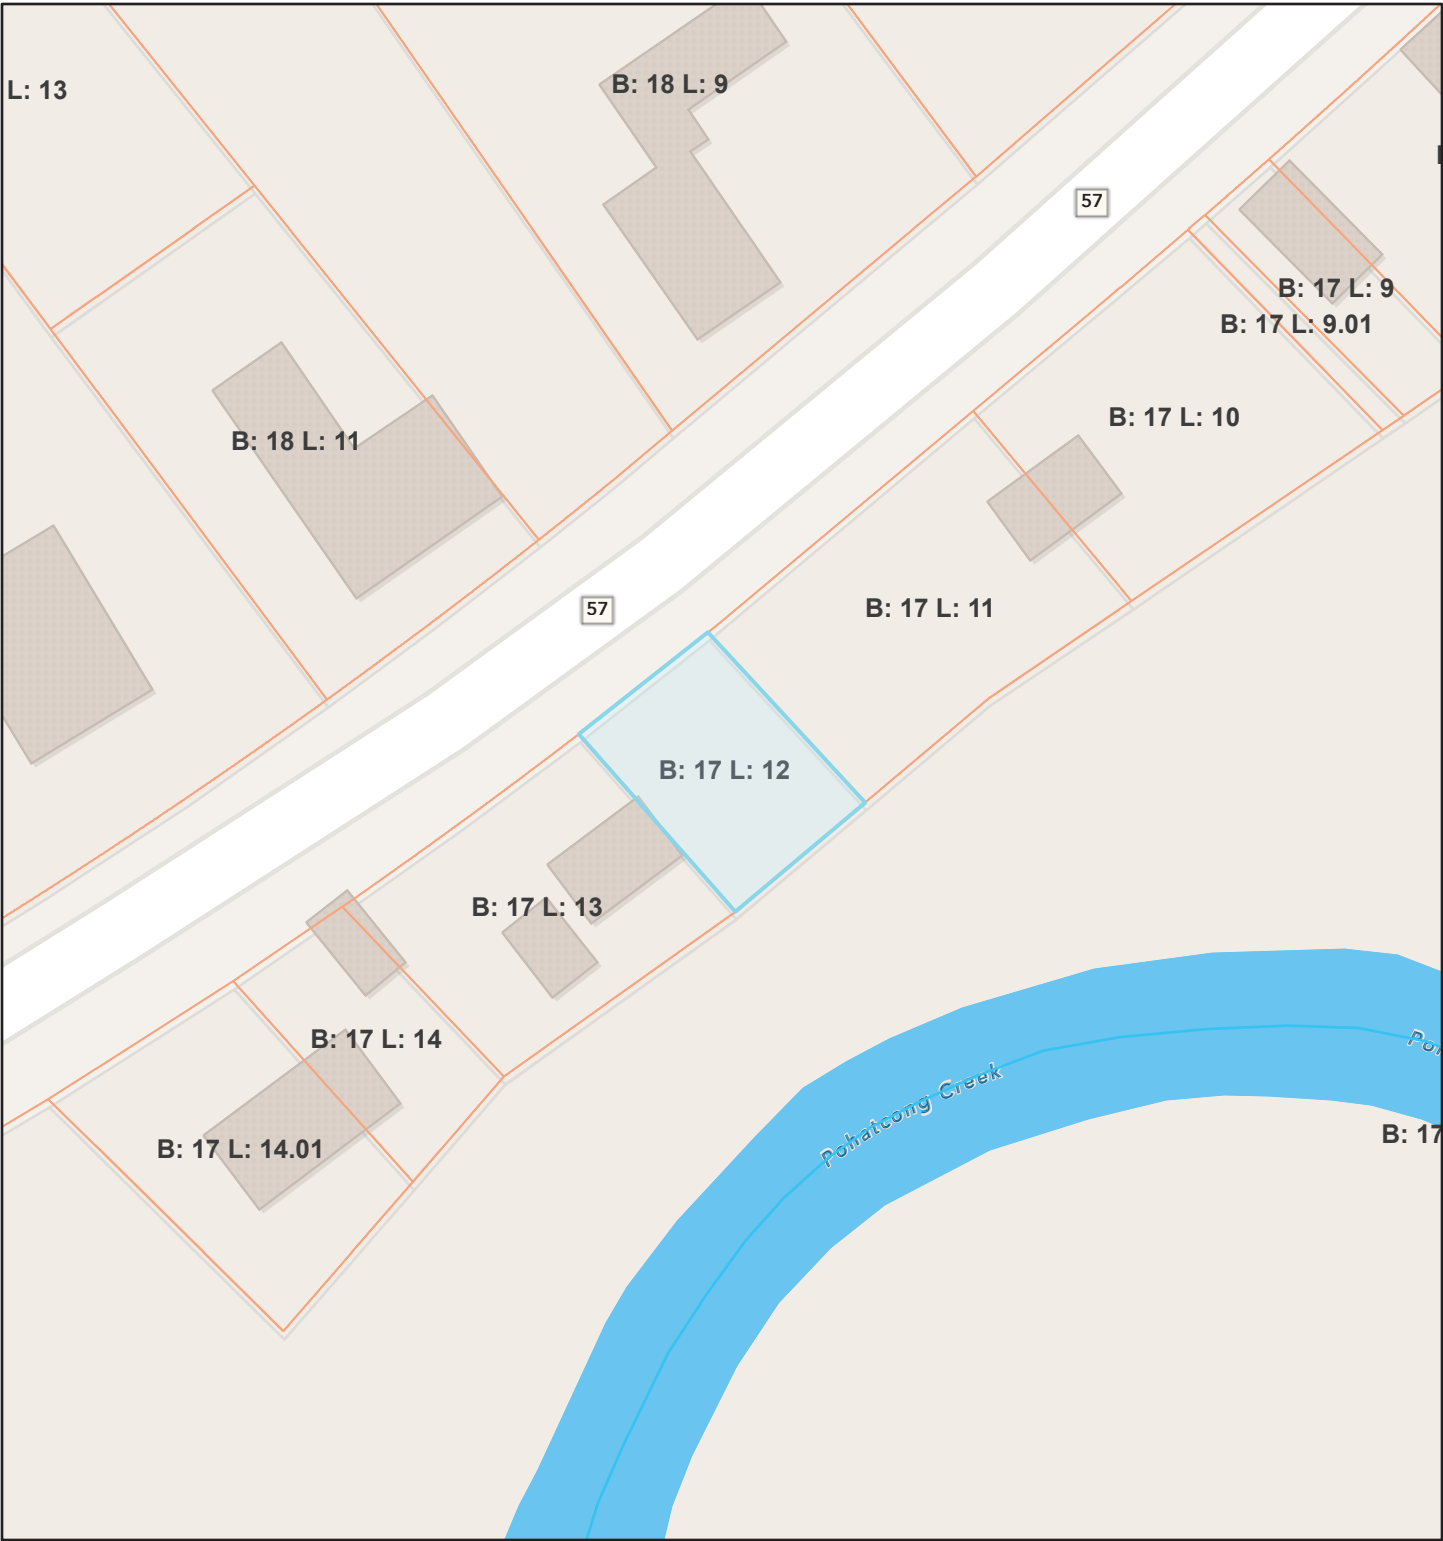 B: 18 L: 9
L: 13
57
B: 17 L: 9
B: 17 L: 9.01
B: 17 L: 10
B: 18 L: 11
57
B: 17 L: 11
B: 17 L: 12
B: 17 L: 13
B: 17 L: 14
Pohatcong Creek
B: 17
B: 17 L: 14.01